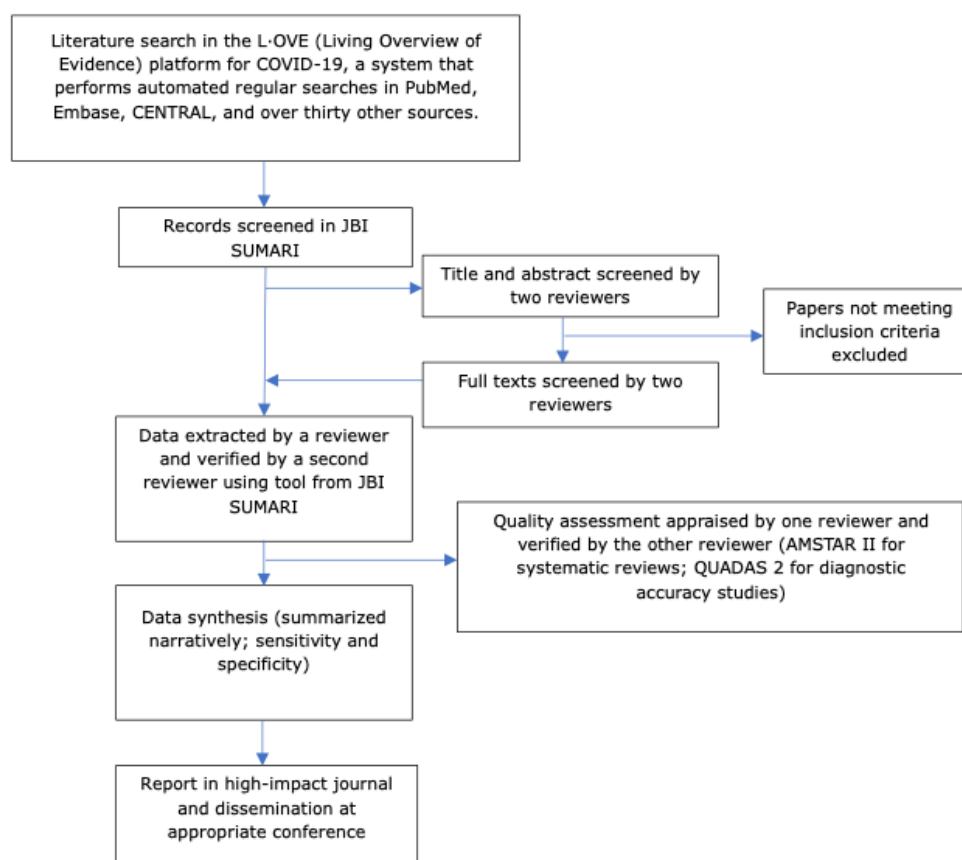 Literature search in the L·OVE (Living Overview of
Evidence) platform for COVID-19, a system that
performs automated regular searches in PubMed,
Embase, CENTRAL, and over thirty other sources.
Records screened in JBI
SUMARI
Title and abstract screened by
two reviewers
Papers not meeting
inclusion criteria
excluded
Full texts screened by two
reviewers
Data extracted by a reviewer
and verified by a second
reviewer using tool from JBI
SUMARI
Quality assessment appraised by one reviewer and
verified by the other reviewer (AMSTAR II for
systematic reviews; QUADAS 2 for diagnostic
accuracy studies)
Data synthesis (summarized
narratively; sensitivity and
specificity)
Report in high-impact journal
and dissemination at
appropriate conference